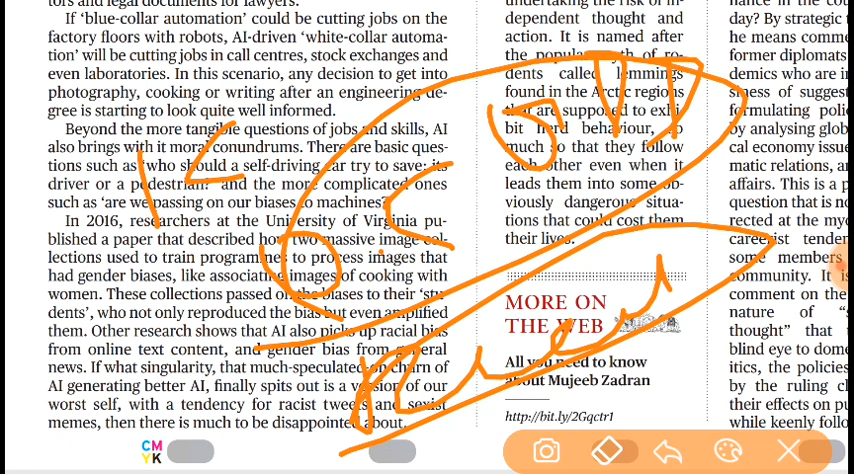 tors and legal documents for lawyers.
If ‘blue-collar automation’ could be cutting jobs on the
factory floors with robots, AI-driven ‘white-collar automa-
tion’ will be cutting jobs in call centres, stock exchanges and
even laboratories. In this scenario, any decision to get into
photography, cooking or writing after an engineering de-
gree is starting to look quite well informed.
Beyond the more tangible questions of jobs and skills, AI
also brings with it moral conundrums. There are basic ques-
tions such as ‘who should a self-driving car try to save: its
driver or a pedestrian?’ and the more complicated ones
such as ‘are we passing on our biases to machines?’
In 2016, researchers at the University of Virginia pu-
blished a paper that described how two massive image col-
lections used to train programmes to process images that
had gender biases, like associating images of cooking with
women. These collections passed on the biases to their ‘stu-
dents’, who not only reproduced the bias but even amplified
them. Other research shows that AI also picks up racial bias
from online text content, and gender bias from general
news. If what singularity, that much-speculated-on churn of
AI generating better AI, finally spits out is a version of our
worst self, with a tendency for racist tweets and sexist
memes, then there is much to be disappointed about.
CM
YK
undertaking the risk of in-
dependent thought and
action. It is named after
the popular myth of ro-
dents called lemmings
found in the Arctic regions
that are supposed to exhi-
bit herd behaviour, so
much so that they follow
each other even when it
leads them into some ob-
viously dangerous situa-
tions that could cost them
their lives.
MORE ON
THE WEB
All you need to know
about Mujeeb Zadran
http://bit.ly/2Gqctr1
nance in the
day? By strategic
he means
former diplomats
demics who are
of
formulating
by analysing
cal economy
matic relations,
affairs. This is a
question that is
rected at the
careerist
some members
community. It
comment on the
nature of
thought” that
blind eye to
itics, the policies
by the ruling
their effects on
while keenly